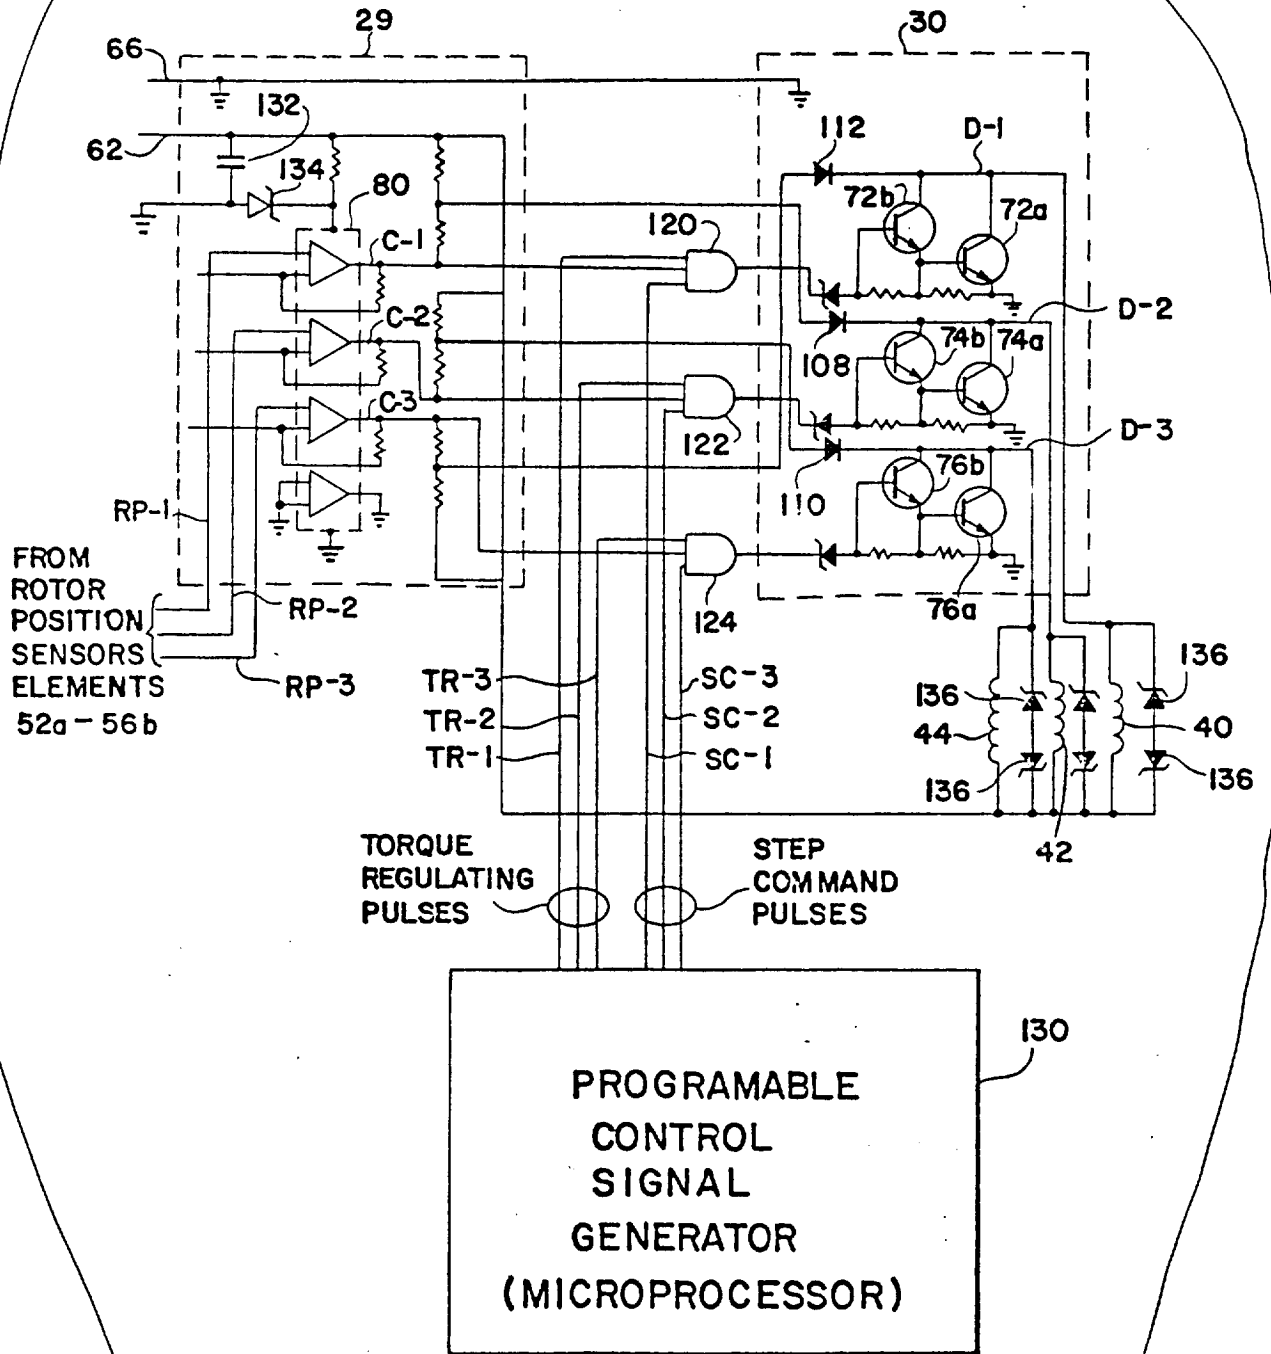 29
30
66
132
112
D-1
62
134
80
72b
72a
120
C-1
C-2
D-2
74b
74a
108
C-3
122
D-3
76b
110
RP-1
FROM
ROTOR
POSITION
SENSORS
ELEMENTS
52a - 56b
RP-2
RP-3
124
76a
TR-3
TR-2
TR-1
SC-3
SC-2
SC-1
136
136
44
40
136
136
42
TORQUE
REGULATING
PULSES
STEP
COMMAND
PULSES
130
PROGRAMABLE
CONTROL
SIGNAL
GENERATOR
(MICROPROCESSOR)